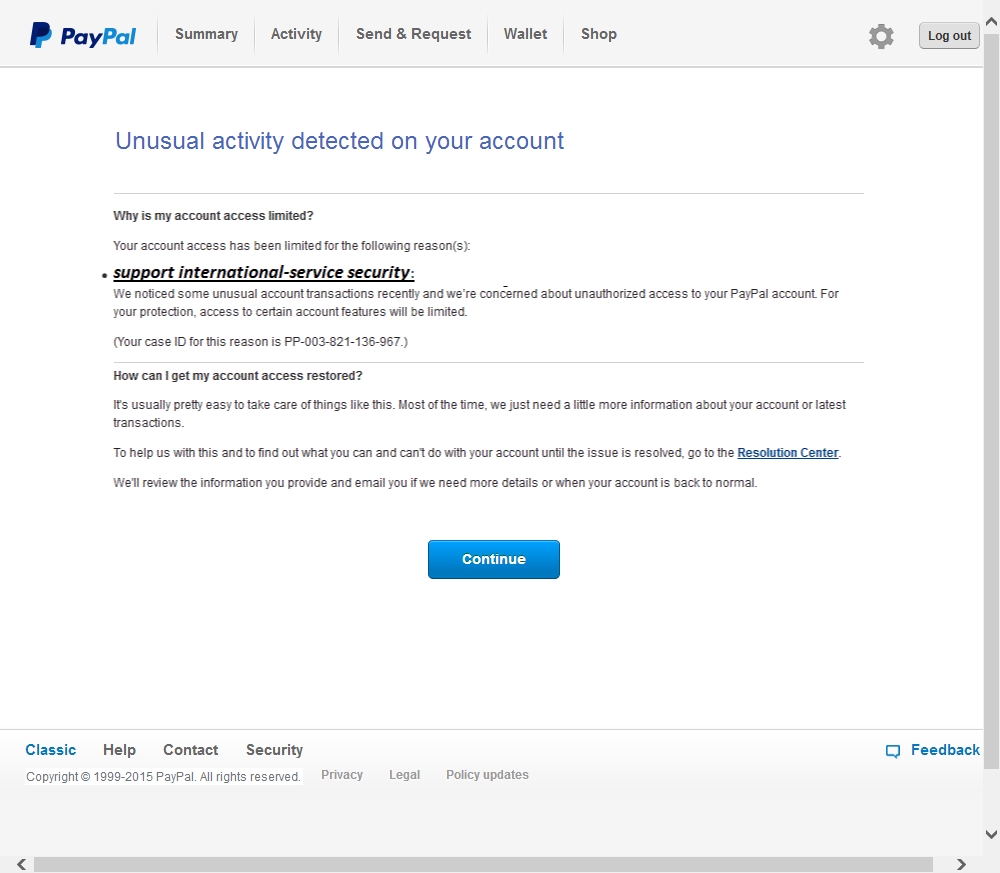 PayPal Summary Activity Send & Request Wallet Shop Log out
Unusual activity detected on your account
Why is my account access limited?
Your account access has been limited for the following reason(s):
• support international-service security:
We noticed some unusual account transactions recently and we're concerned about unauthorized access to your PayPal account. For
your protection, access to certain account features will be limited.
(Your case ID for this reason is PP-003-821-136-967.)
How can I get my account access restored?
It's usually pretty easy to take care of things like this. Most of the time, we just need a little more information about your account or latest
transactions.
To help us with this and to find out what you can and can't do with your account until the issue is resolved, go to the Resolution Center.
We'll review the information you provide and email you if we need more details or when your account is back to normal.
Continue
Classic Help Contact Security Feedback
Copyright © 1999-2015 PayPal. All rights reserved. Privacy Legal Policy updates